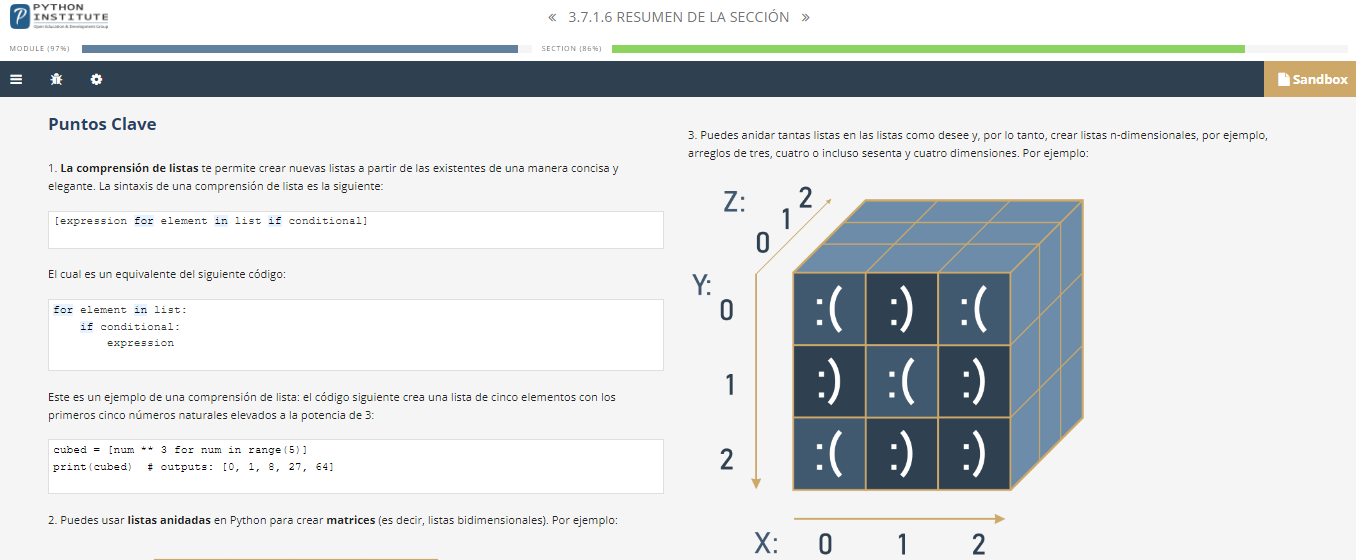 PYTHON
INSTITUTE
Open Education & Development Group
« 3.7.1.6 RESUMEN DE LA SECCIÓN »
MODULE (97%)
SECTION (86%)
Sandbox
Puntos Clave
1. La comprensión de listas te permite crear nuevas listas a partir de las existentes de una manera concisa y
elegante. La sintaxis de una comprensión de lista es la siguiente:
[expression for element in list if conditional]
El cual es un equivalente del siguiente código:
for element in list:
    if conditional:
        expression
Este es un ejemplo de una comprensión de lista: el código siguiente crea una lista de cinco elementos con los
primeros cinco números naturales elevados a la potencia de 3:
cubed = [num ** 3 for num in range(5)]
print(cubed)  # outputs: [0, 1, 8, 27, 64]
2. Puedes usar listas anidadas en Python para crear matrices (es decir, listas bidimensionales). Por ejemplo:
3. Puedes anidar tantas listas en las listas como desee y, por lo tanto, crear listas n-dimensionales, por ejemplo,
arreglos de tres, cuatro o incluso sesenta y cuatro dimensiones. Por ejemplo:
Z: 0 1 2
Y:
0 :( :) :(
1 :) :( :)
2 :( :) :)
X: 0 1 2